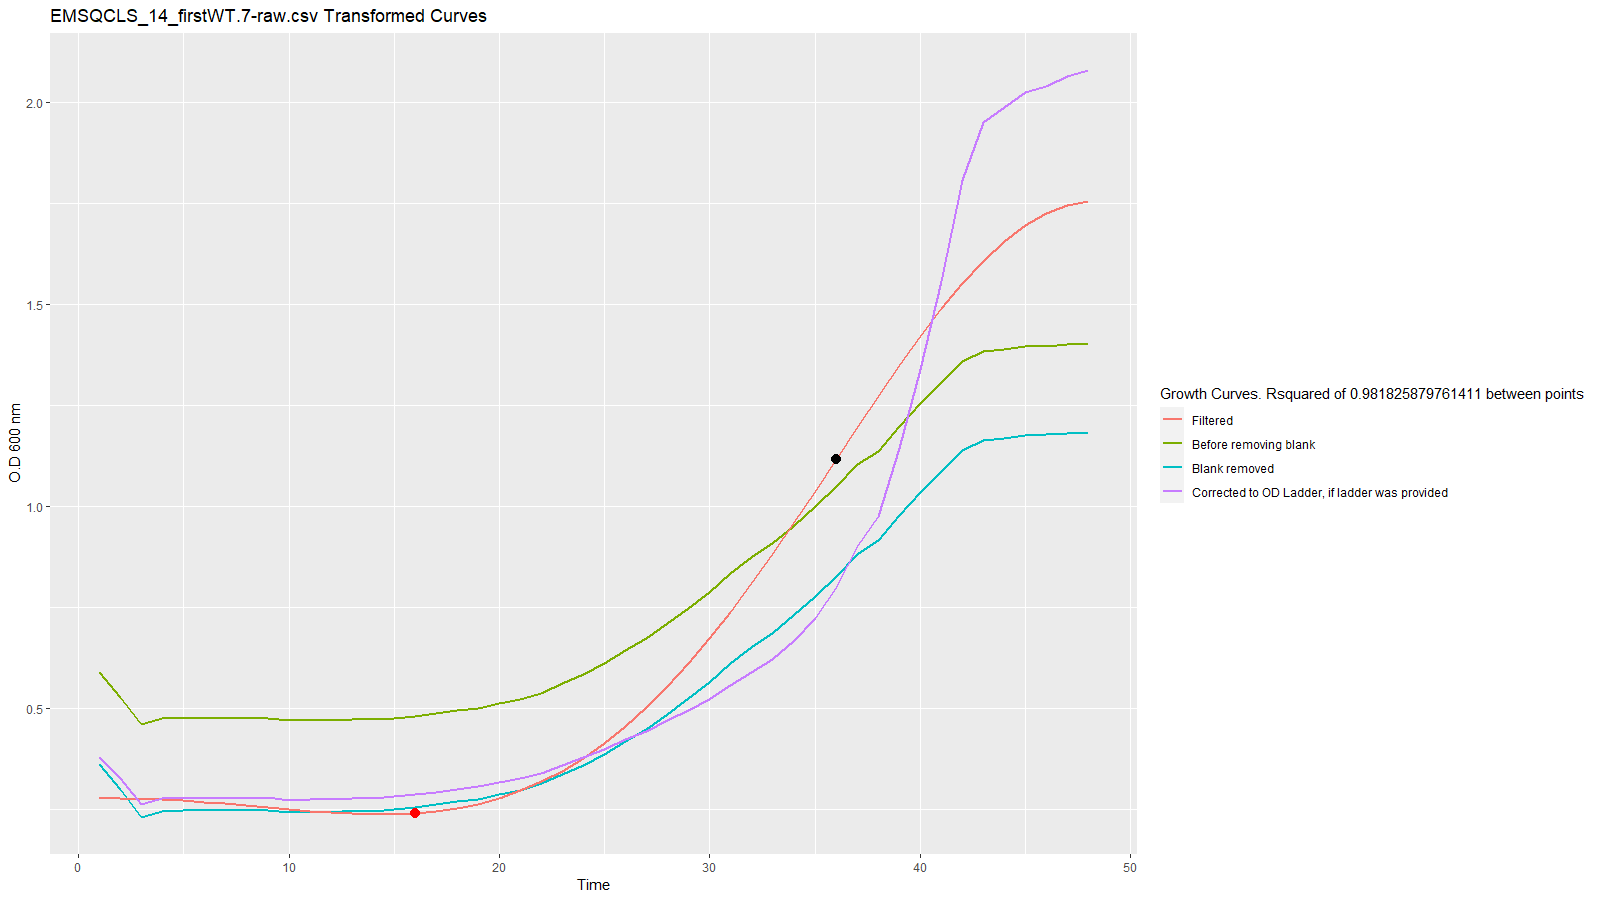 EMSQCLS_14_firstWT.7-raw.csv Transformed Curves
O.D 600 nm
2.0
1.5
1.0
0.5
0
10
20
30
40
50
Time
Growth Curves. Rsquared of 0.981825879761411 between points
Filtered
Before removing blank
Blank removed
Corrected to OD Ladder, if ladder was provided